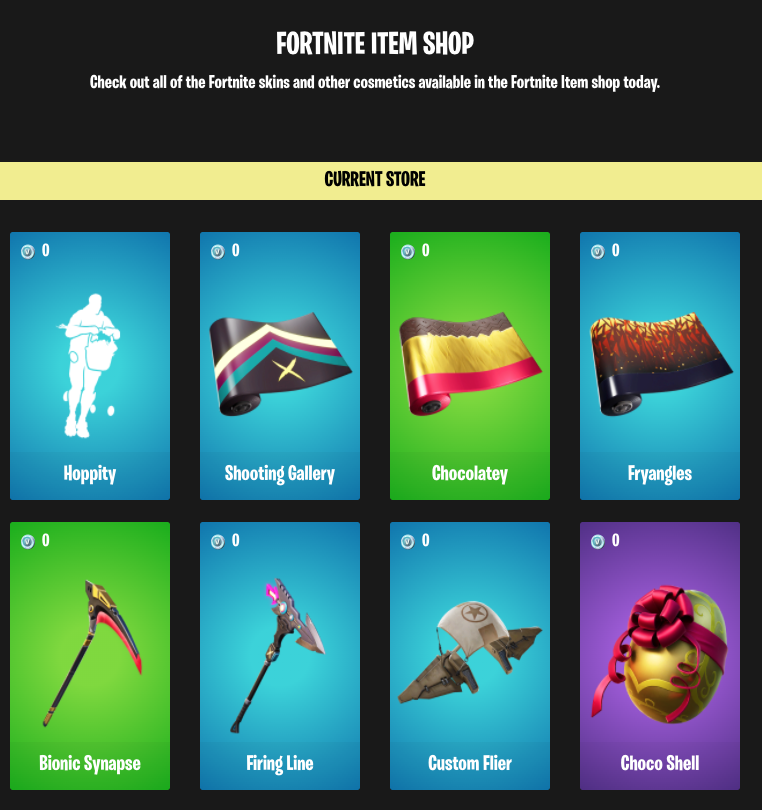 FORTNITE ITEM SHOP
Check out all of the Fortnite skins and other cosmetics available in the Fortnite Item shop today.
CURRENT STORE
0 0 0 0
Hoppity Shooting Gallery Chocolatey Fryangles
0 0 0 0
Bionic Synapse Firing Line Custom Flier Choco Shell